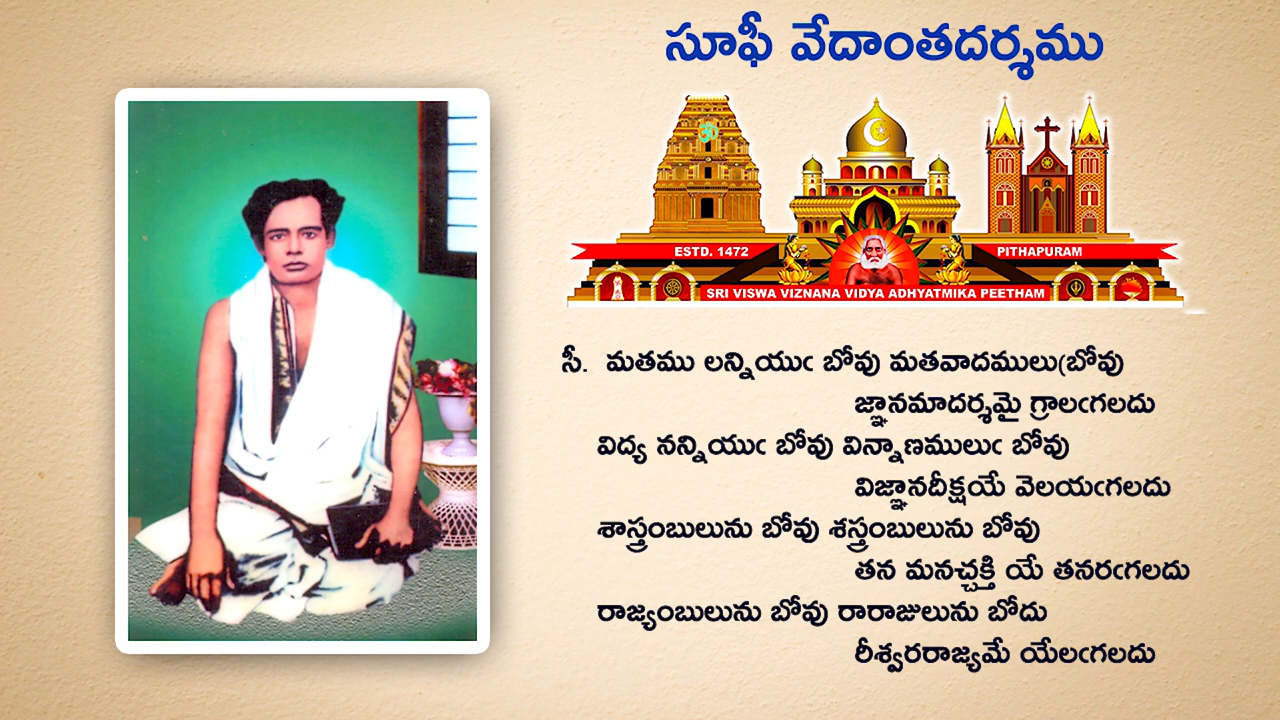 సూఫీ వేదాంతదర్శము
ESTD. 1472 PITHAPURAM
SRI VISWA VIZNANA VIDYA ADHYATMIKA PEETHAM
సీ. మతము లన్నియుఁ బోవు మతవాదములు(బోవు
జ్ఞానమాదర్శమై గ్రాలఁగలదు
విద్య నన్నియుఁ బోవు విన్నాణములుఁ బోవు
విజ్ఞానదీక్షయే వెలయఁగలదు
శాస్త్రంబులును బోవు శస్త్రంబులును బోవు
తన మనచ్ఛక్తి యే తనరఁగలదు
రాజ్యంబులును బోవు రారాజులును బోదు
రీశ్వరరాజ్యమే యేలఁగలదు